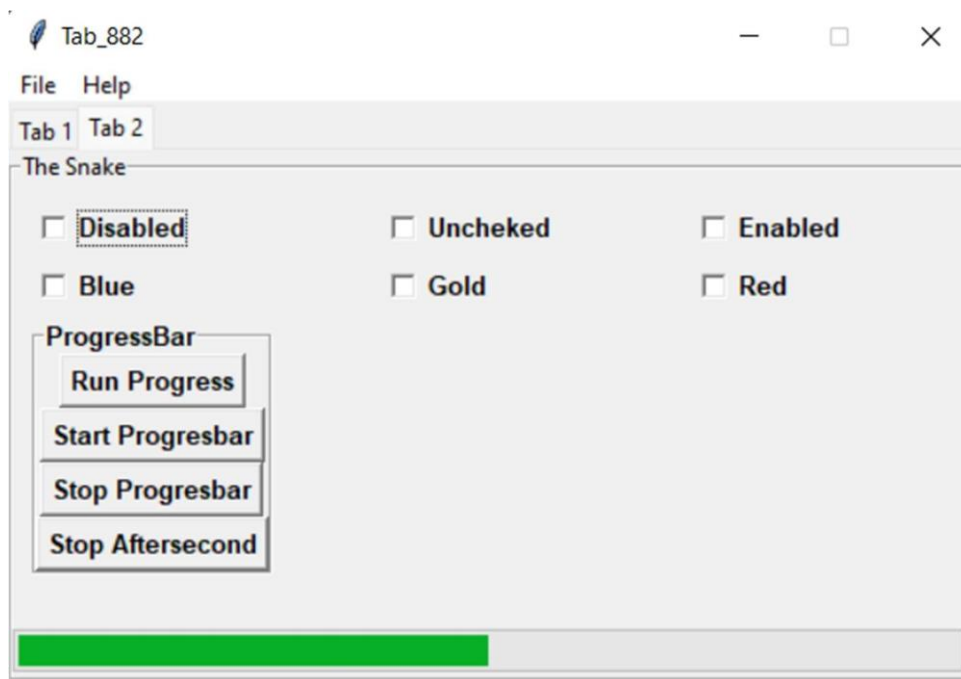 Tab_882
File Help
Tab 1 Tab 2
The Snake
Disabled Uncheked Enabled
Blue Gold Red
ProgressBar
Run Progress
Start Progresbar
Stop Progresbar
Stop Aftersecond